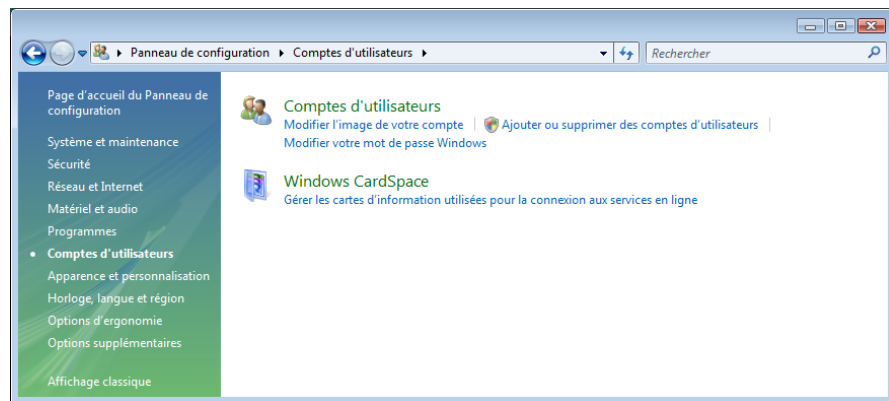 Panneau de configuration
Comptes d'utilisateurs
Rechercher
Page d'accueil du Panneau de
configuration
Système et maintenance
Sécurité
Réseau et Internet
Matériel et audio
Programmes
Comptes d'utilisateurs
Apparence et personnalisation
Horloge, langue et région
Options d'ergonomie
Options supplémentaires
Affichage classique
Comptes d'utilisateurs
Modifier l'image de votre compte
Ajouter ou supprimer des comptes d'utilisateurs
Modifier votre mot de passe Windows
Windows CardSpace
Gérer les cartes d'information utilisées pour la connexion aux services en ligne